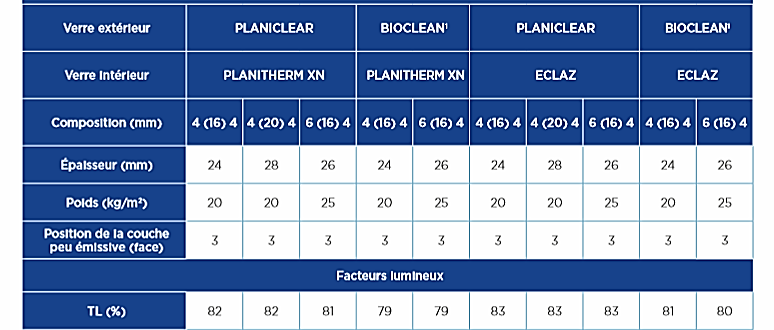 Verre extérieur PLANICLEAR BIOCLEAN¹ PLANICLEAR BIOCLEAN¹
Verre intérieur PLANITHERM XN PLANITHERM XN ECLAZ ECLAZ
Composition (mm) 4 (16) 4 4 (20) 4 6 (16) 4 4 (16) 4 6 (16) 4 4 (16) 4 4 (20) 4 6 (16) 4 4 (16) 4 6 (16) 4
Épaisseur (mm) 24 28 26 24 26 24 28 26 24 26
Poids (kg/m²) 20 20 25 20 25 20 20 25 20 25
Position de la couche
peu émissive (face) 3 3 3 3 3 3 3 3 3 3
Facteurs lumineux
TL (%) 82 82 81 79 79 83 83 83 81 80